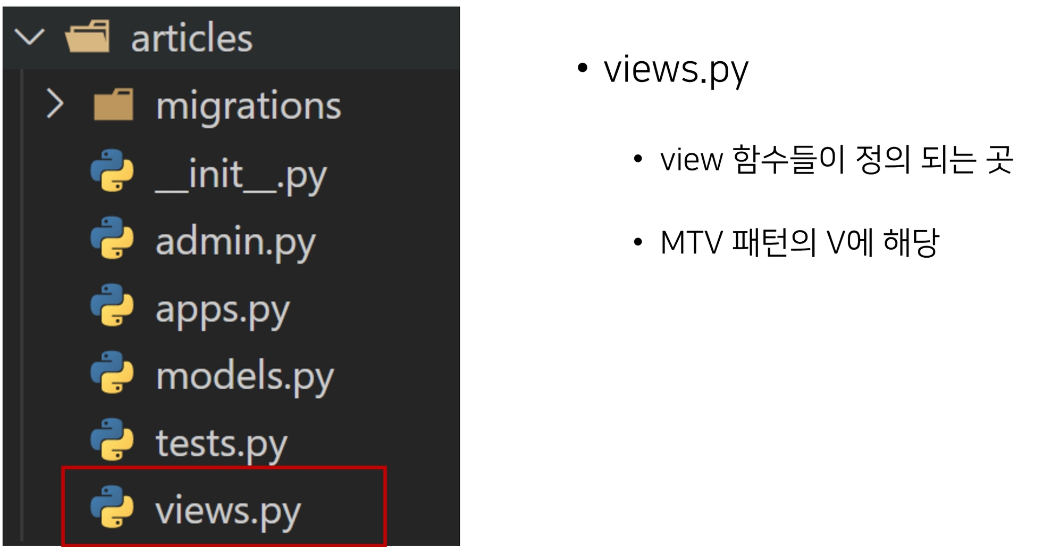 articles
migrations
__init__.py
admin.py
apps.py
models.py
tests.py
views.py
• views.py
• view 함수들이 정의 되는 곳
• MTV 패턴의 V에 해당